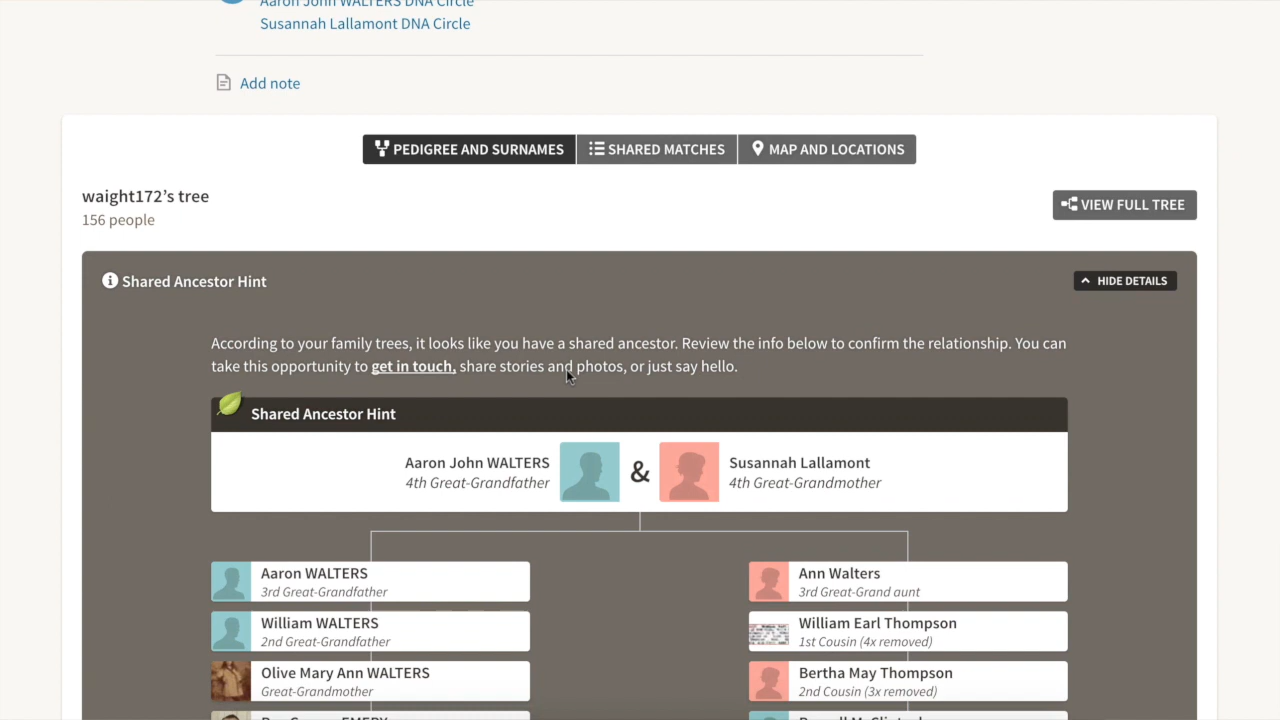 Aaron John WALTERS DNA Circle
Susannah Lallamont DNA Circle
Add note
PEDIGREE AND SURNAMES
SHARED MATCHES
MAP AND LOCATIONS
waight172’s tree
156 people
VIEW FULL TREE
Shared Ancestor Hint
HIDE DETAILS
According to your family trees, it looks like you have a shared ancestor. Review the info below to confirm the relationship. You can
take this opportunity to get in touch, share stories and photos, or just say hello.
Shared Ancestor Hint
Aaron John WALTERS
4th Great-Grandfather
&
Susannah Lallamont
4th Great-Grandmother
Aaron WALTERS
3rd Great-Grandfather
Ann Walters
3rd Great-Grand aunt
William WALTERS
2nd Great-Grandfather
William Earl Thompson
1st Cousin (4x removed)
Olive Mary Ann WALTERS
Great-Grandmother
Bertha May Thompson
2nd Cousin (3x removed)